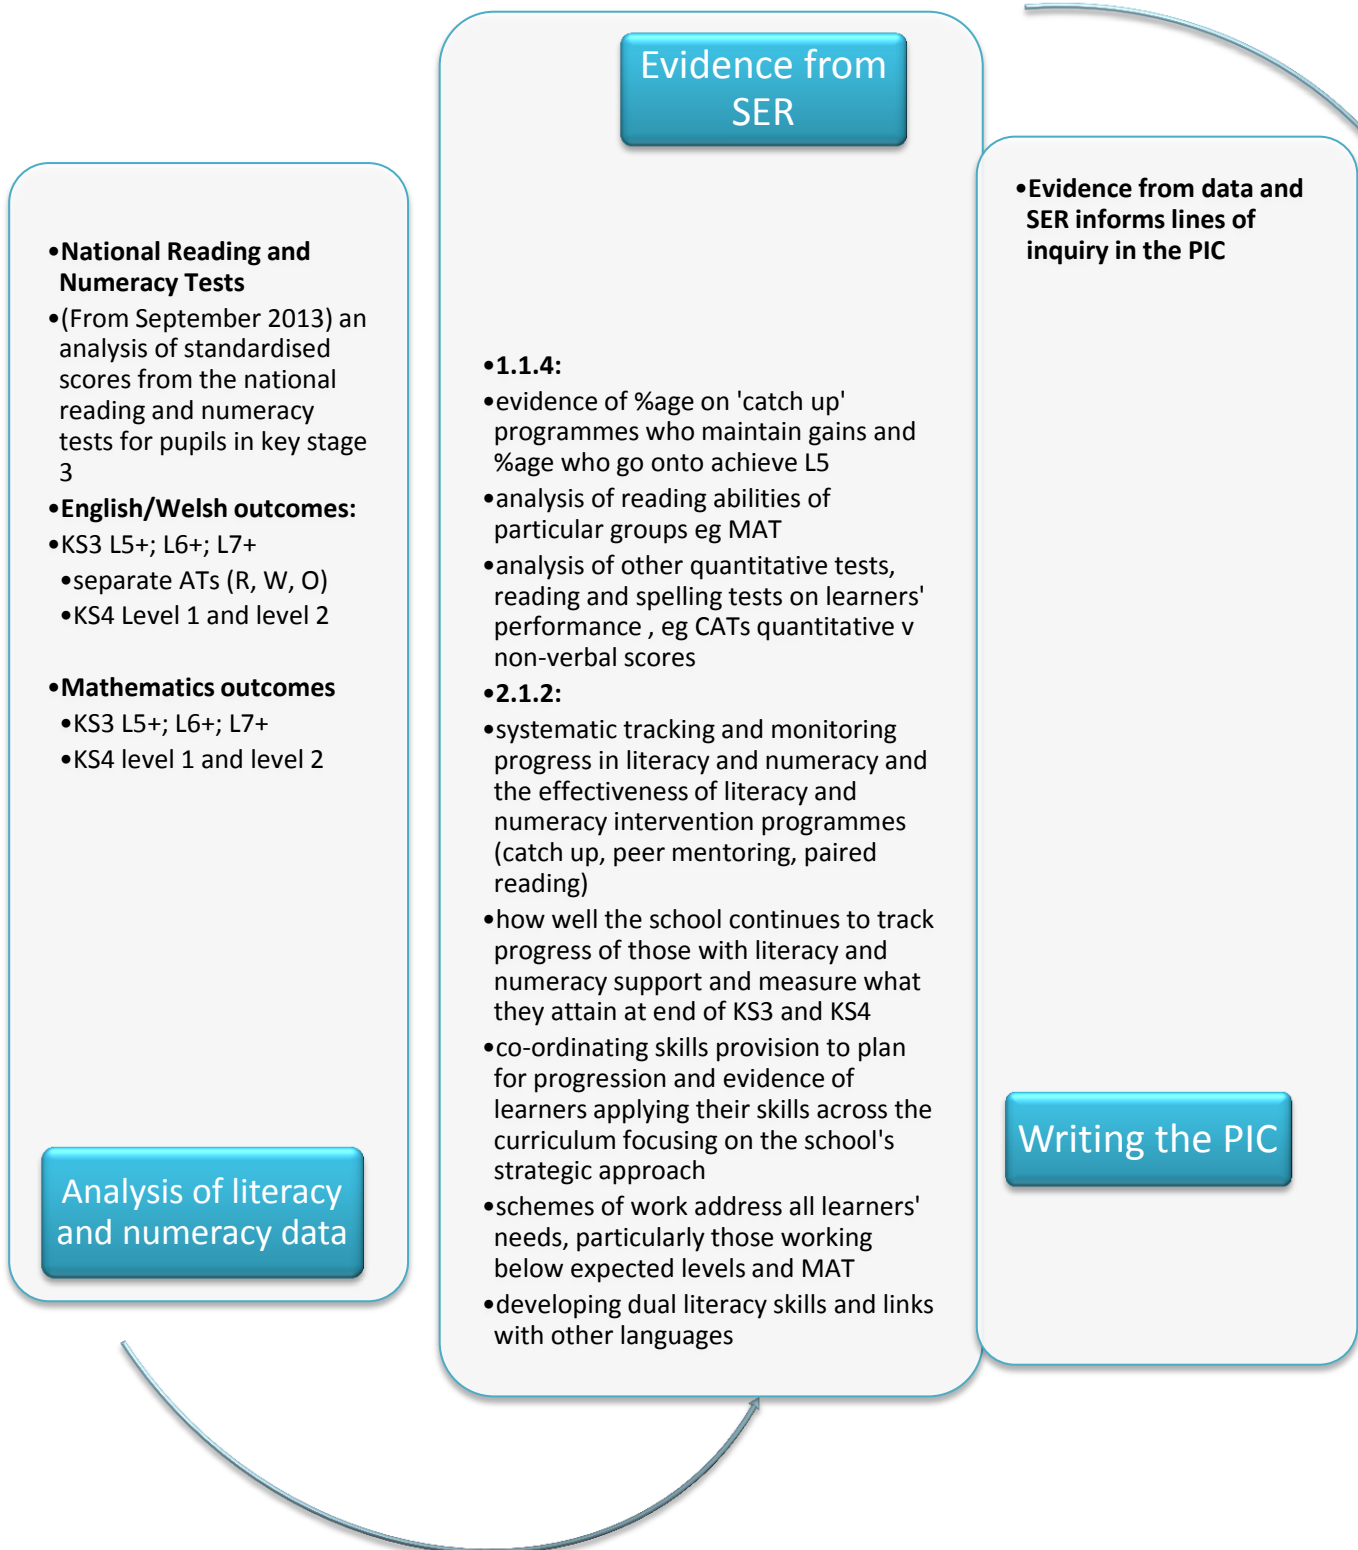 •National Reading and
Numeracy Tests
•(From September 2013) an
analysis of standardised
scores from the national
reading and numeracy
tests for pupils in key stage
3
•English/Welsh outcomes:
•KS3 L5+; L6+; L7+
•separate ATs (R, W, O)
•KS4 Level 1 and level 2
•Mathematics outcomes
•KS3 L5+; L6+; L7+
•KS4 level 1 and level 2
Analysis of literacy
and numeracy data
Evidence from
SER
•1.1.4:
•evidence of %age on 'catch up'
programmes who maintain gains and
%age who go onto achieve L5
•analysis of reading abilities of
particular groups eg MAT
•analysis of other quantitative tests,
reading and spelling tests on learners'
performance , eg CATs quantitative v
non-verbal scores
•2.1.2:
•systematic tracking and monitoring
progress in literacy and numeracy and
the effectiveness of literacy and
numeracy intervention programmes
(catch up, peer mentoring, paired
reading)
•how well the school continues to track
progress of those with literacy and
numeracy support and measure what
they attain at end of KS3 and KS4
•co-ordinating skills provision to plan
for progression and evidence of
learners applying their skills across the
curriculum focusing on the school's
strategic approach
•schemes of work address all learners'
needs, particularly those working
below expected levels and MAT
•developing dual literacy skills and links
with other languages
•Evidence from data and
SER informs lines of
inquiry in the PIC
Writing the PIC